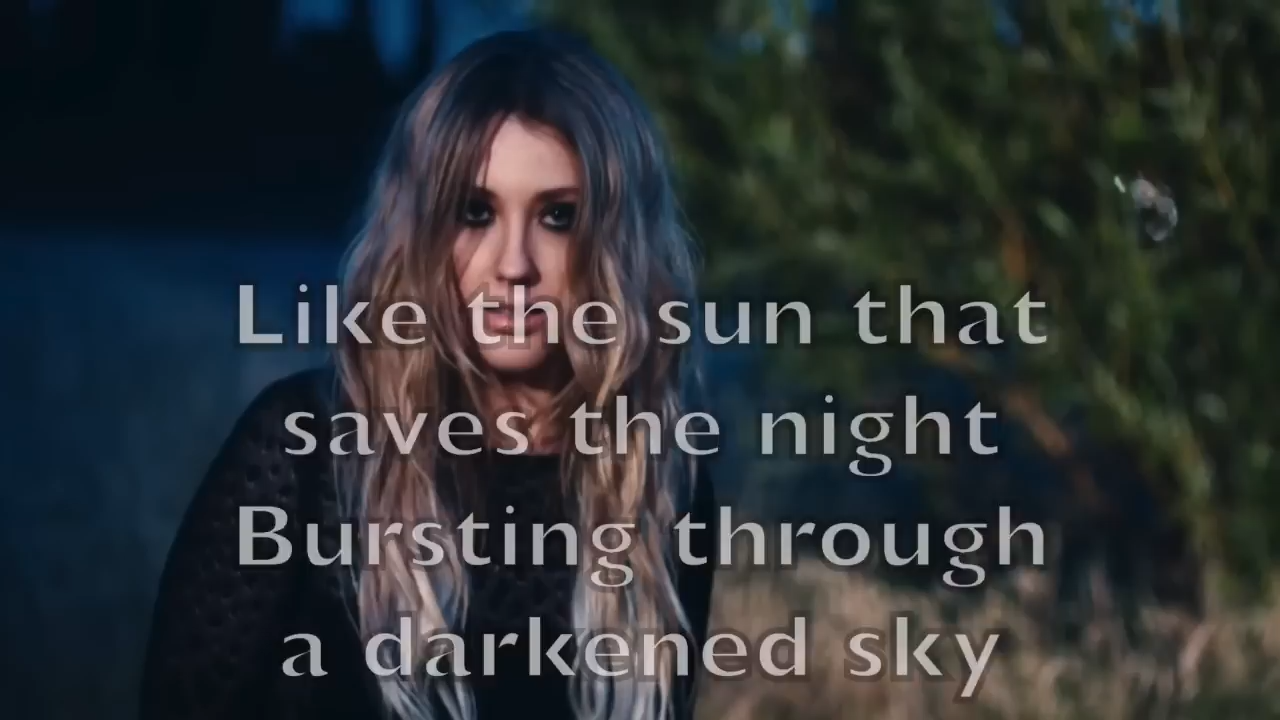 Like the sun that
saves the night
Bursting through
a darkened sky